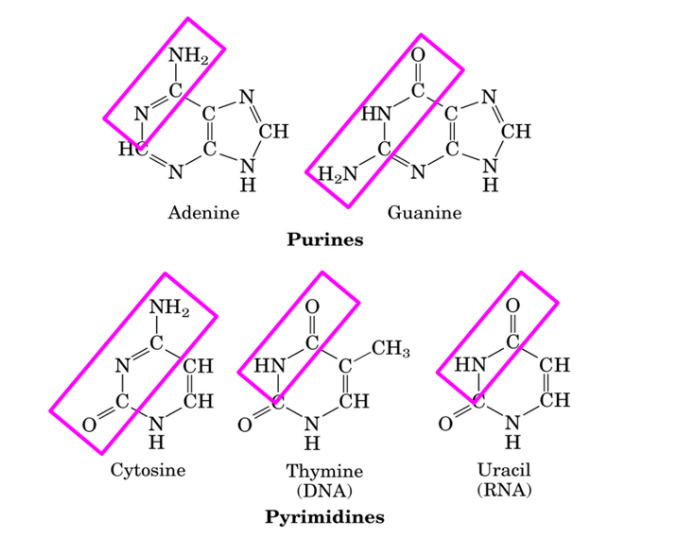 NH₂
C
N
N
C
CH
HC
C
N
N
H
Adenine
O
C
HN
N
C
CH
C
C
H₂N
N
N
H
Guanine
Purines
NH₂
C
N
CH
C
CH
O
N
H
Cytosine
O
C
CH₃
HN
C
C
CH
O
N
H
Thymine
(DNA)
O
C
HN
CH
C
CH
O
N
H
Uracil
(RNA)
Pyrimidines